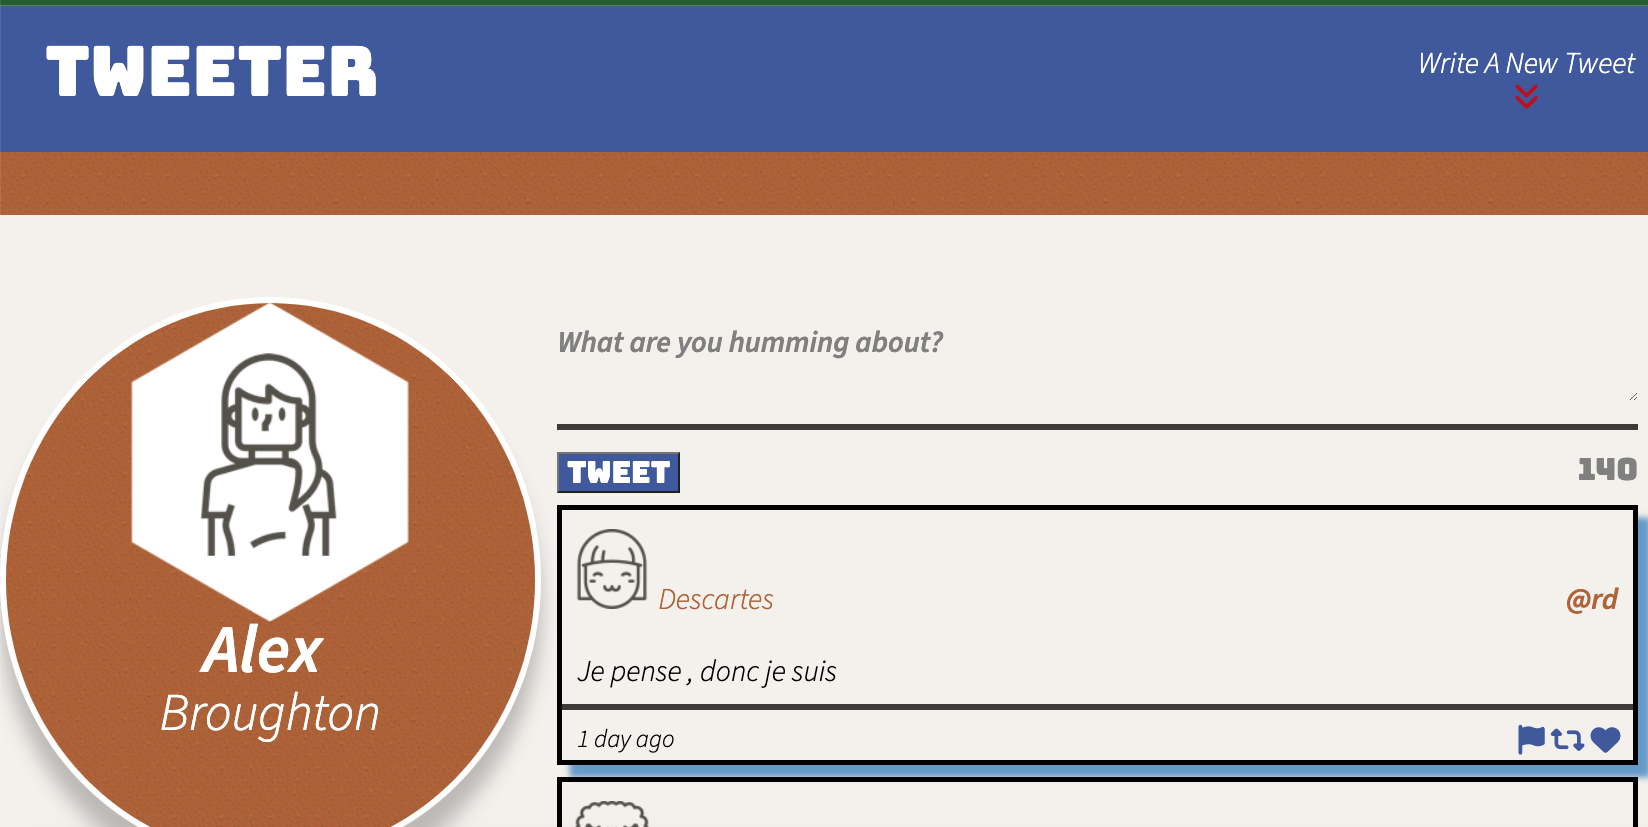 TWEETER
Write A New Tweet
What are you humming about?
TWEET
140
Descartes
@rd
Je pense , donc je suis
1 day ago
Alex
Broughton